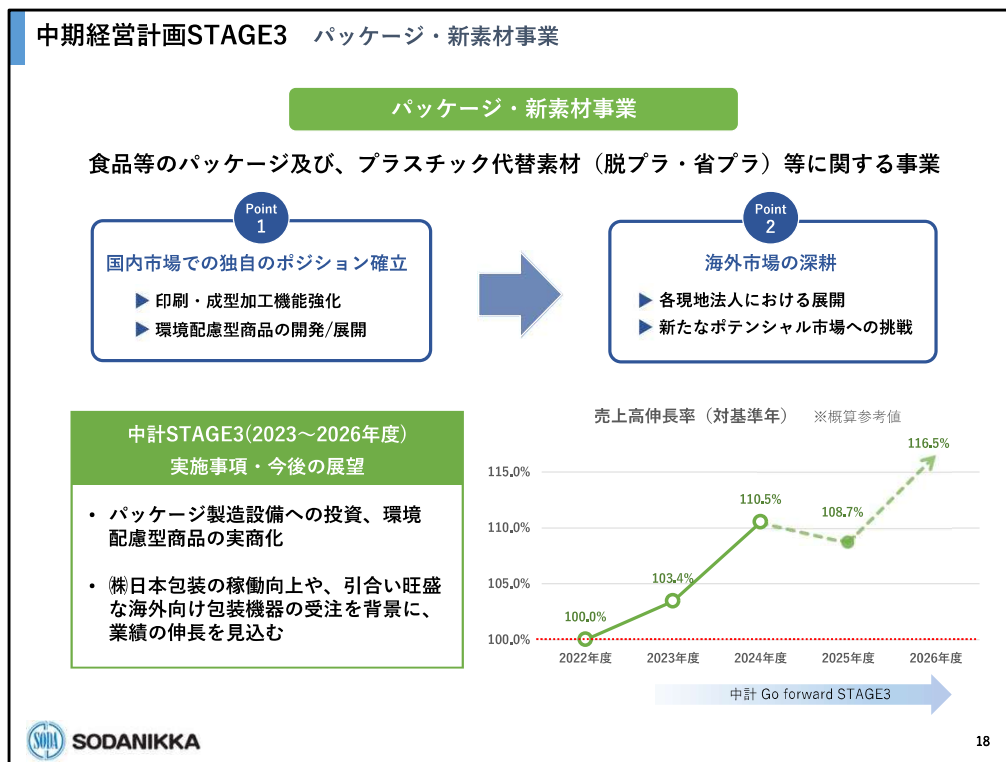 中期経営計画STAGE3 パッケージ・新素材事業
パッケージ・新素材事業
食品等のパッケージ及び、プラスチック代替素材（脱プラ・省プラ）等に関する事業
Point
1
国内市場での独自のポジション確立
▶ 印刷・成型加工機能強化
▶ 環境配慮型商品の開発/展開
Point
2
海外市場の深耕
▶ 各現地法人における展開
▶ 新たなポテンシャル市場への挑戦
中計STAGE3(2023～2026年度)
実施事項・今後の展望
• パッケージ製造設備への投資、環境
配慮型商品の実商化
• ㈱日本包装の稼働向上や、引合い旺盛
な海外向け包装機器の受注を背景に、
業績の伸長を見込む
売上高伸長率（対基準年） ※概算参考値
116.5%
115.0%
110.5%
110.0%
108.7%
105.0%
103.4%
100.0%
100.0%
2022年度 2023年度 2024年度 2025年度 2026年度
中計 Go forward STAGE3
SODA SODANIKKA
18